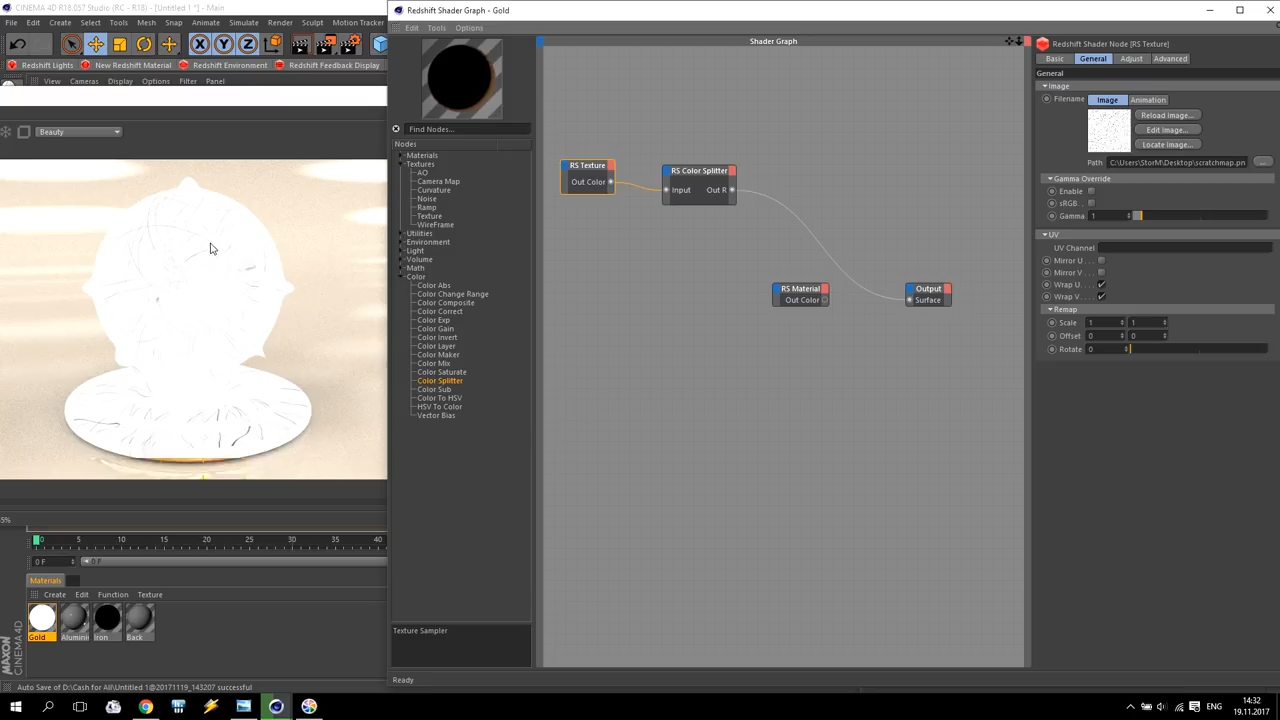 CINEMA 4D R18.057 Studio (RC - R18) - [Untitled 1 *] - Main
File Edit Create Select Tools Mesh Snap Animate Simulate Render Sculpt Motion Tracker
X Y Z
Redshift Lights New Redshift Material Redshift Environment Redshift Feedback Display
View Cameras Display Options Filter Panel
Beauty
0 5 10 15 20 25 30 35 40
0 F 0 F
Materials
Create Edit Function Texture
Gold Iron Back
MAXON
CINEMA 4D
Auto Save of D:\Cash for All\Untitled 1@20171119_143207 successful
Redshift Shader Graph - Gold
Edit Tools Options
Find Nodes...
Nodes
Materials
Textures
AO
Camera Map
Curvature
Noise
Ramp
Texture
WireFrame
Utilities
Environment
Light
Volume
Math
Color
Color Abs
Color Change Range
Color Composite
Color Correct
Color Exp
Color Gain
Color Invert
Color Layer
Color Maker
Color Mix
Color Saturate
Color Splitter
Color Sub
Color To HSV
HSV To Color
Vector Bias
Texture Sampler
Ready
Shader Graph
RS Texture
Out Color
RS Color Splitter
Input Out R
RS Material
Out Color
Output
Surface
Redshift Shader Node [RS Texture]
Basic General Adjust Advanced
General
Image
Filename Image Animation
Reload Image...
Edit Image...
Locate Image...
Path C:\Users\StorM\Desktop\scratchmap.pn ...
Gamma Override
Enable
sRGB
Gamma 1
UV
UV Channel
Mirror U
Mirror V
Wrap U
Wrap V
Remap
Scale 1 1
Offset 0 0
Rotate 0
ENG
14:32
19.11.2017